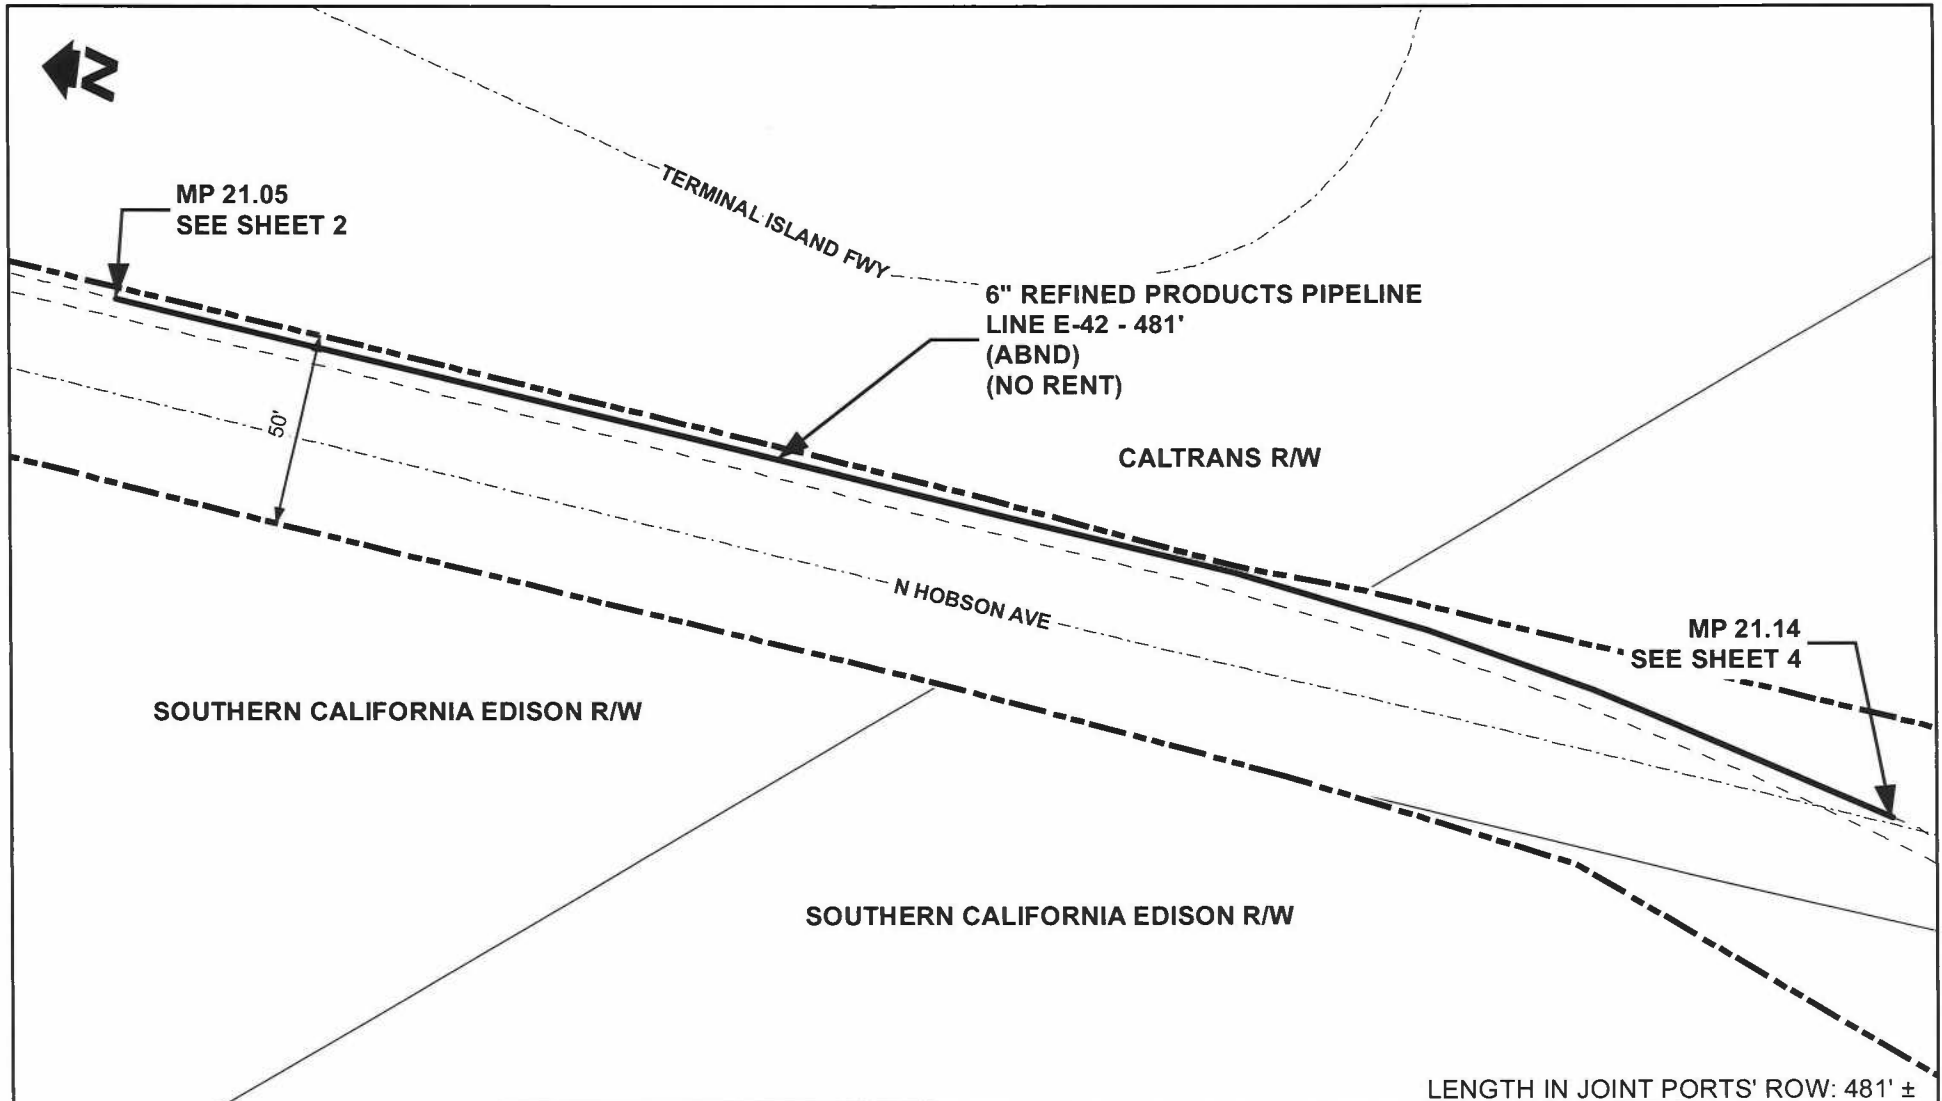 N
MP 21.05
SEE SHEET 2
TERMINAL ISLAND FWY
6" REFINED PRODUCTS PIPELINE
LINE E-42 - 481'
(ABND)
(NO RENT)
50'
CALTRANS R/W
N HOBSON AVE
MP 21.14
SEE SHEET 4
SOUTHERN CALIFORNIA EDISON R/W
SOUTHERN CALIFORNIA EDISON R/W
LENGTH IN JOINT PORTS' ROW: 481' ±